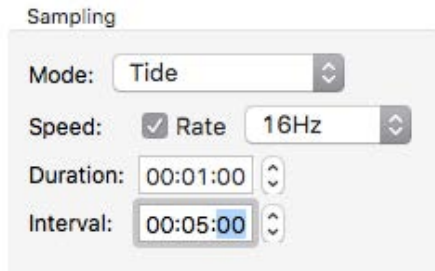 Sampling
Mode: Tide
Speed: Rate 16Hz
Duration: 00:01:00
Interval: 00:05:00